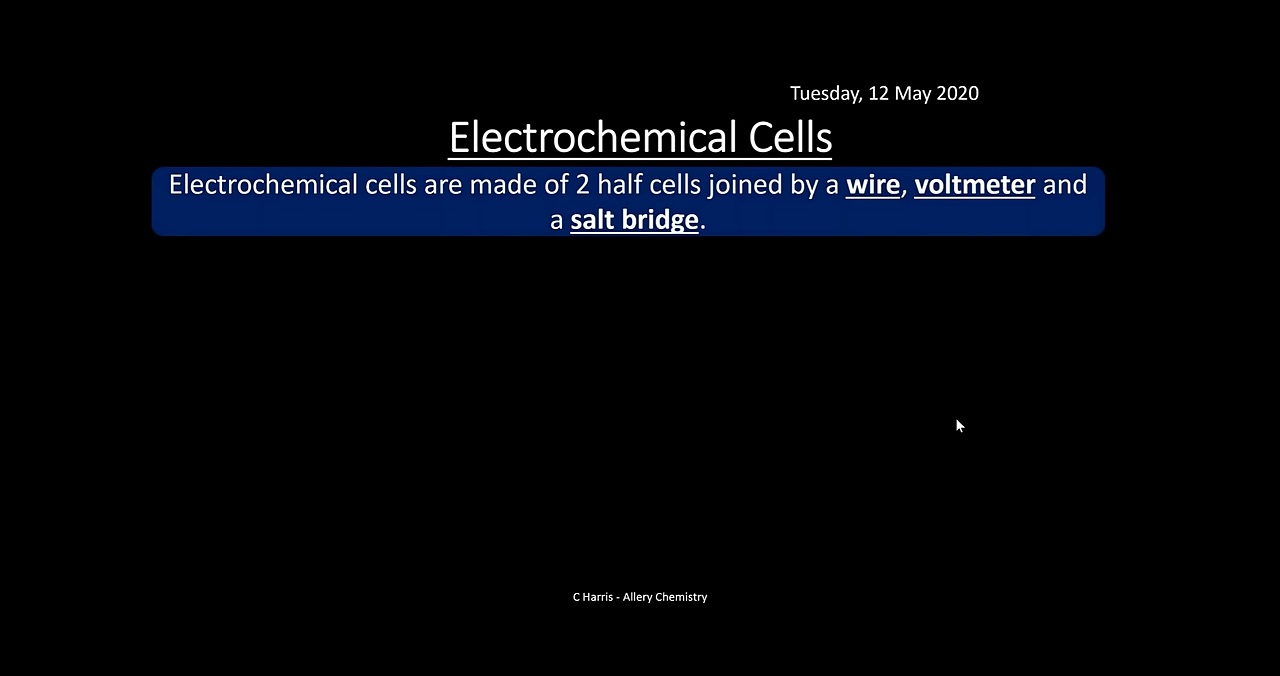 Tuesday, 12 May 2020
Electrochemical Cells
Electrochemical cells are made of 2 half cells joined by a wire, voltmeter and
a salt bridge.
C Harris - Allery Chemistry